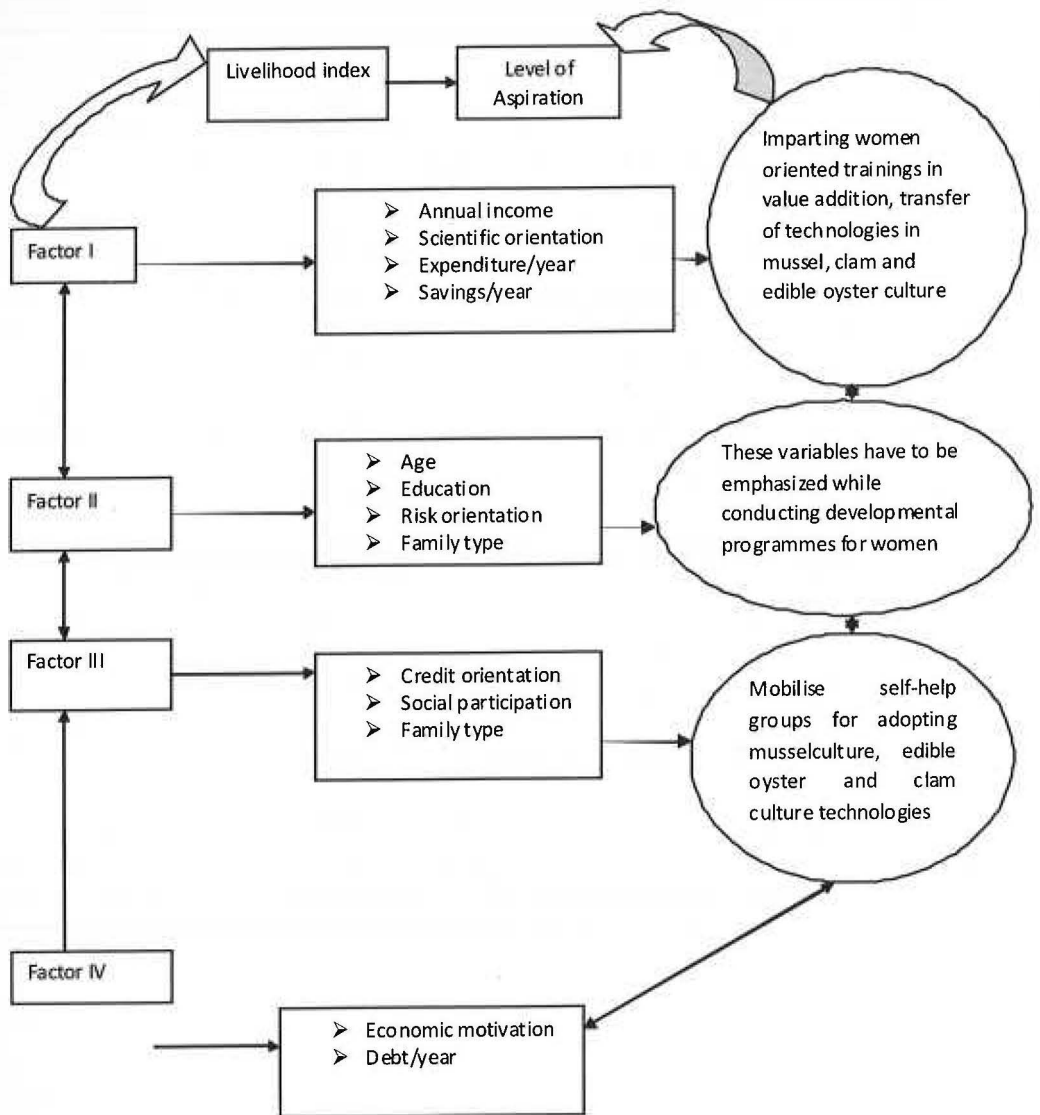 Livelihood index
Level of
Aspiration
Imparting women
oriented trainings in
value addition, transfer
of technologies in
mussel, clam and
edible oyster culture
Factor I
➢ Annual income
➢ Scientific orientation
➢ Expenditure/year
➢ Savings/year
Factor II
➢ Age
➢ Education
➢ Risk orientation
➢ Family type
These variables have to be
emphasized while
conducting developmental
programmes for women
Factor III
➢ Credit orientation
➢ Social participation
➢ Family type
Mobilise self-help
groups for adopting
musselculture, edible
oyster and clam
culture technologies
Factor IV
➢ Economic motivation
➢ Debt/year